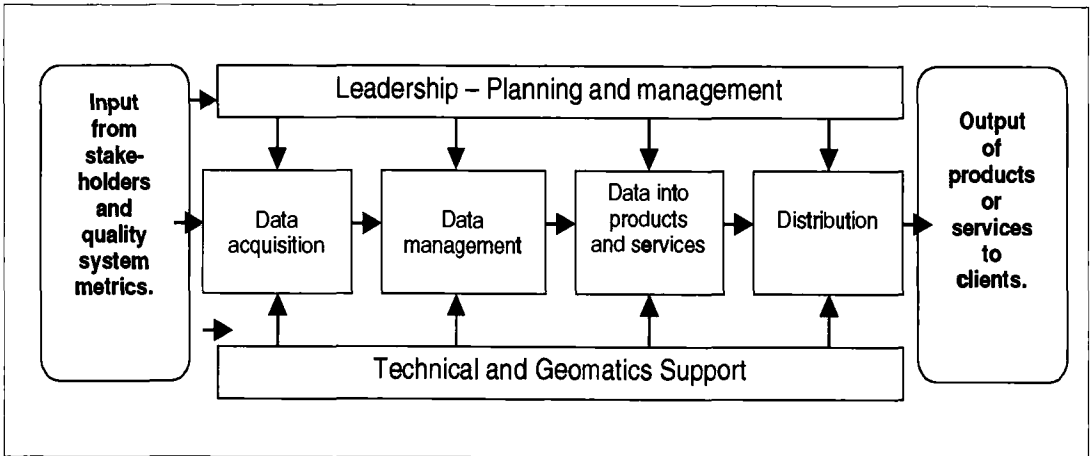 Input
from
stake-
holders
and
quality
system
metrics.
Leadership – Planning and management
Data
acquisition
Data
management
Data into
products
and services
Distribution
Technical and Geomatics Support
Output
of
products
or
services
to
clients.